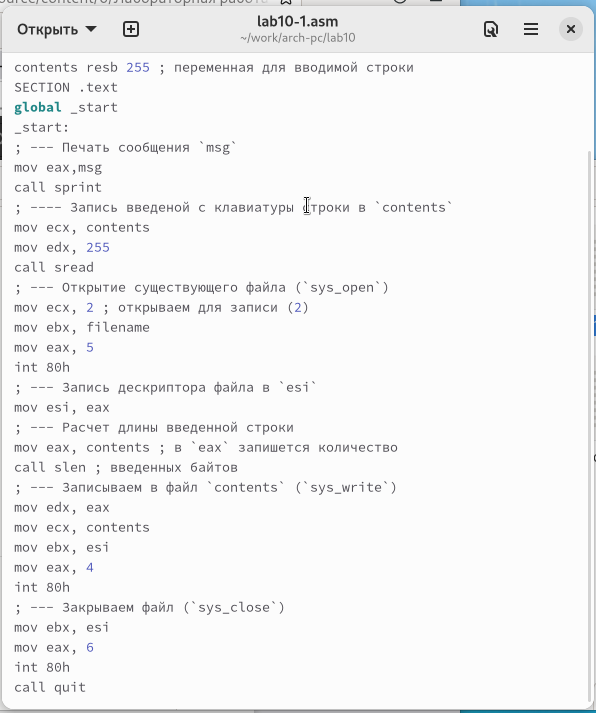 Открыть
lab10-1.asm
~/work/arch-pc/lab10
contents resb 255 ; переменная для вводимой строки
SECTION .text
global _start
_start:
; --- Печать сообщения `msg`
mov eax,msg
call sprint
; ---- Запись введеной с клавиатуры строки в `contents`
mov ecx, contents
mov edx, 255
call sread
; --- Открытие существующего файла (`sys_open`)
mov ecx, 2 ; открываем для записи (2)
mov ebx, filename
mov eax, 5
int 80h
; --- Запись дескриптора файла в `esi`
mov esi, eax
; --- Расчет длины введенной строки
mov eax, contents ; в `eax` запишется количество
call slen ; введенных байтов
; --- Записываем в файл `contents` (`sys_write`)
mov edx, eax
mov ecx, contents
mov ebx, esi
mov eax, 4
int 80h
; --- Закрываем файл (`sys_close`)
mov ebx, esi
mov eax, 6
int 80h
call quit